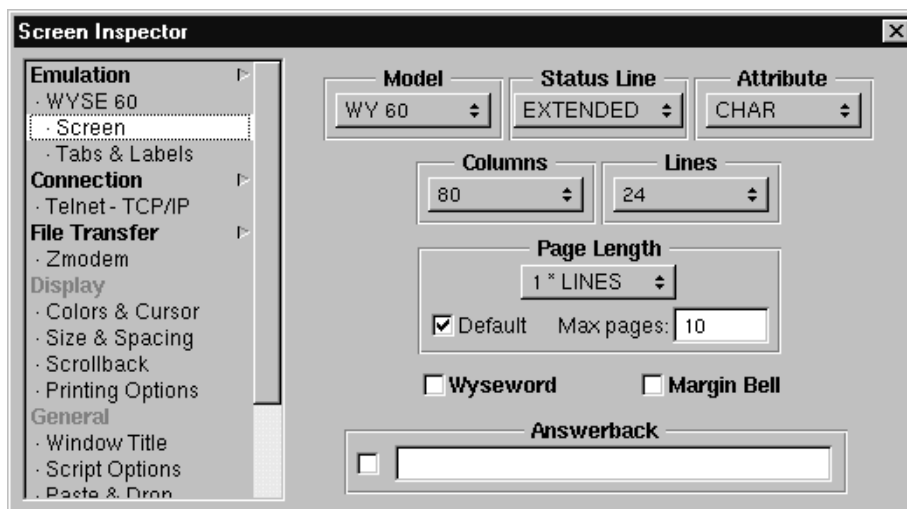 Screen Inspector
Emulation
· WYSE 60
· Screen
· Tabs & Labels
Connection
· Telnet - TCP/IP
File Transfer
· Zmodem
Display
· Colors & Cursor
· Size & Spacing
· Scrollback
· Printing Options
General
· Window Title
· Script Options
· Paste & Drop
Model
WY 60
Status Line
EXTENDED
Attribute
CHAR
Columns
80
Lines
24
Page Length
1 * LINES
Default
Max pages: 10
Wyseword
Margin Bell
Answerback